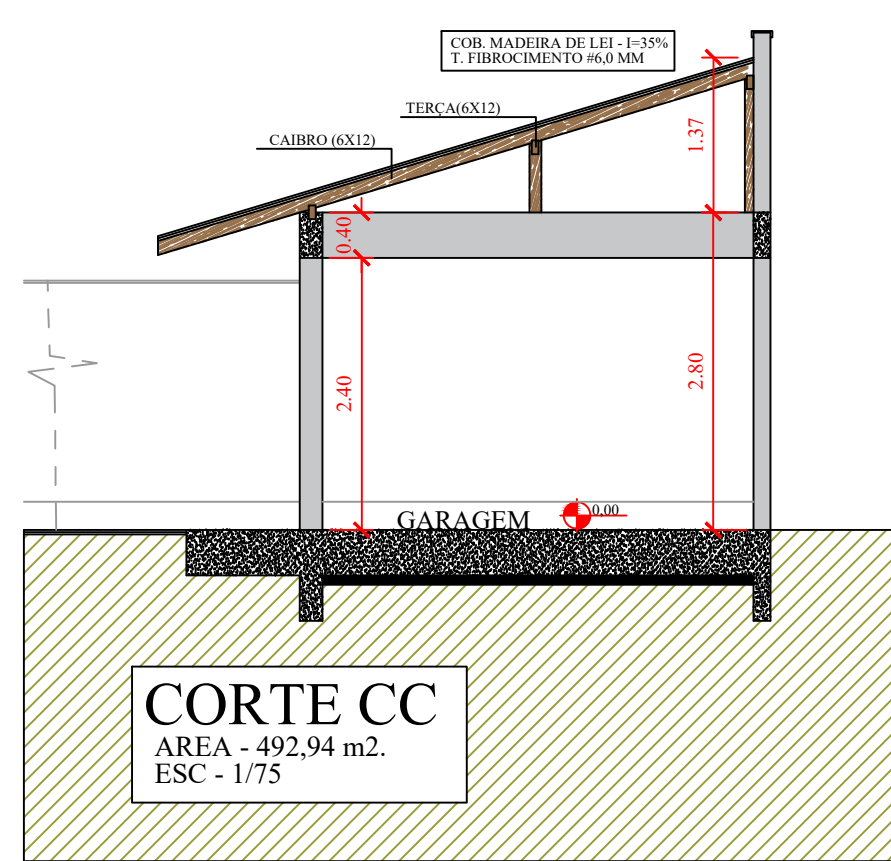 COB. MADEIRA DE LEI - I=35%
T. FIBROCIMENTO #6,0 MM
TERÇA(6X12)
CAIBRO (6X12)
1.37
0.40
2.40
2.80
GARAGEM
0,00
CORTE CC
AREA - 492,94 m2.
ESC - 1/75